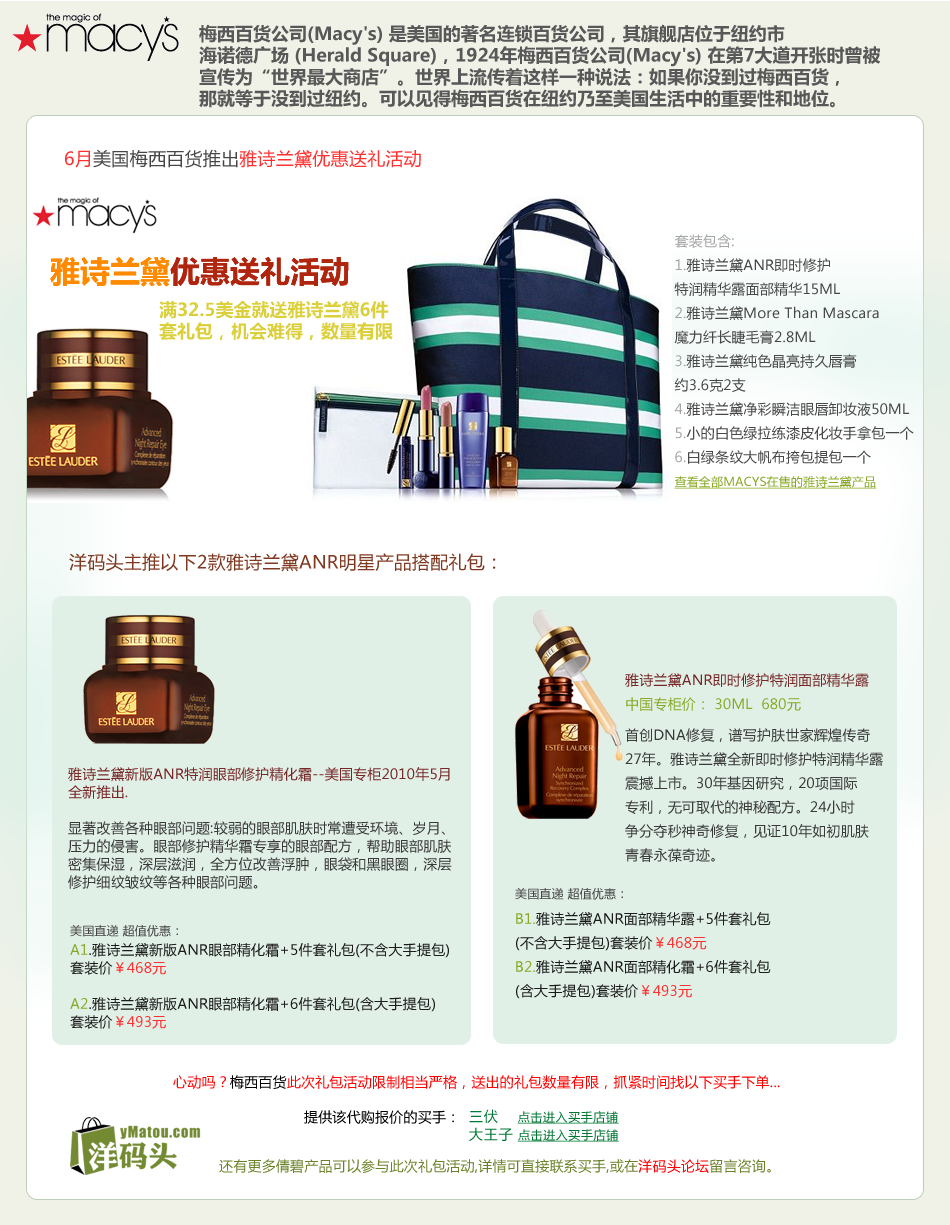 the magic of
macy's
梅西百货公司(Macy's) 是美国的著名连锁百货公司，其旗舰店位于纽约市
海诺德广场 (Herald Square)，1924年梅西百货公司(Macy's) 在第7大道开张时曾被
宣传为“世界最大商店”。世界上流传着这样一种说法：如果你没到过梅西百货，
那就等于没到过纽约。可以见得梅西百货在纽约乃至美国生活中的重要性和地位。
6月美国梅西百货推出雅诗兰黛优惠送礼活动
the magic of
macy's
雅诗兰黛优惠送礼活动
满32.5美金就送雅诗兰黛6件
套礼包，机会难得，数量有限
ESTĒE LAUDER
Advanced
Night Repair Eye
ESTĒE LAUDER
套装包含:
1.雅诗兰黛ANR即时修护
特润精华露面部精华15ML
2.雅诗兰黛More Than Mascara
魔力纤长睫毛膏2.8ML
3.雅诗兰黛纯色晶亮持久唇膏
约3.6克2支
4.雅诗兰黛净彩瞬洁眼唇卸妆液50ML
5.小的白色绿拉练漆皮化妆手拿包一个
6.白绿条纹大帆布挎包提包一个
查看全部MACYS在售的雅诗兰黛产品
洋码头主推以下2款雅诗兰黛ANR明星产品搭配礼包：
ESTĒE LAUDER
Advanced
Night Repair Eye
ESTĒE LAUDER
雅诗兰黛新版ANR特润眼部修护精化霜--美国专柜2010年5月
全新推出.
显著改善各种眼部问题:较弱的眼部肌肤时常遭受环境、岁月、
压力的侵害。眼部修护精华霜专享的眼部配方，帮助眼部肌肤
密集保湿，深层滋润，全方位改善浮肿，眼袋和黑眼圈，深层
修护细纹皱纹等各种眼部问题。
美国直递 超值优惠：
A1.雅诗兰黛新版ANR眼部精化霜+5件套礼包(不含大手提包)
套装价￥468元
A2.雅诗兰黛新版ANR眼部精化霜+6件套礼包(含大手提包)
套装价￥493元
ESTĒE LAUDER
Advanced
Night Repair
Synchronized
Recovery Complex
雅诗兰黛ANR即时修护特润面部精华露
中国专柜价： 30ML 680元
首创DNA修复，谱写护肤世家辉煌传奇
27年。雅诗兰黛全新即时修护特润精华露
震撼上市。30年基因研究，20项国际
专利，无可取代的神秘配方。24小时
争分夺秒神奇修复，见证10年如初肌肤
青春永葆奇迹。
美国直递 超值优惠：
B1.雅诗兰黛ANR面部精华露+5件套礼包
(不含大手提包)套装价￥468元
B2.雅诗兰黛ANR面部精化霜+6件套礼包
(含大手提包)套装价￥493元
心动吗？梅西百货此次礼包活动限制相当严格，送出的礼包数量有限，抓紧时间找以下买手下单...
提供该代购报价的买手： 三伏 点击进入买手店铺
大王子 点击进入买手店铺
yMatou.com
洋码头
还有更多倩碧产品可以参与此次礼包活动,详情可直接联系买手,或在洋码头论坛留言咨询。